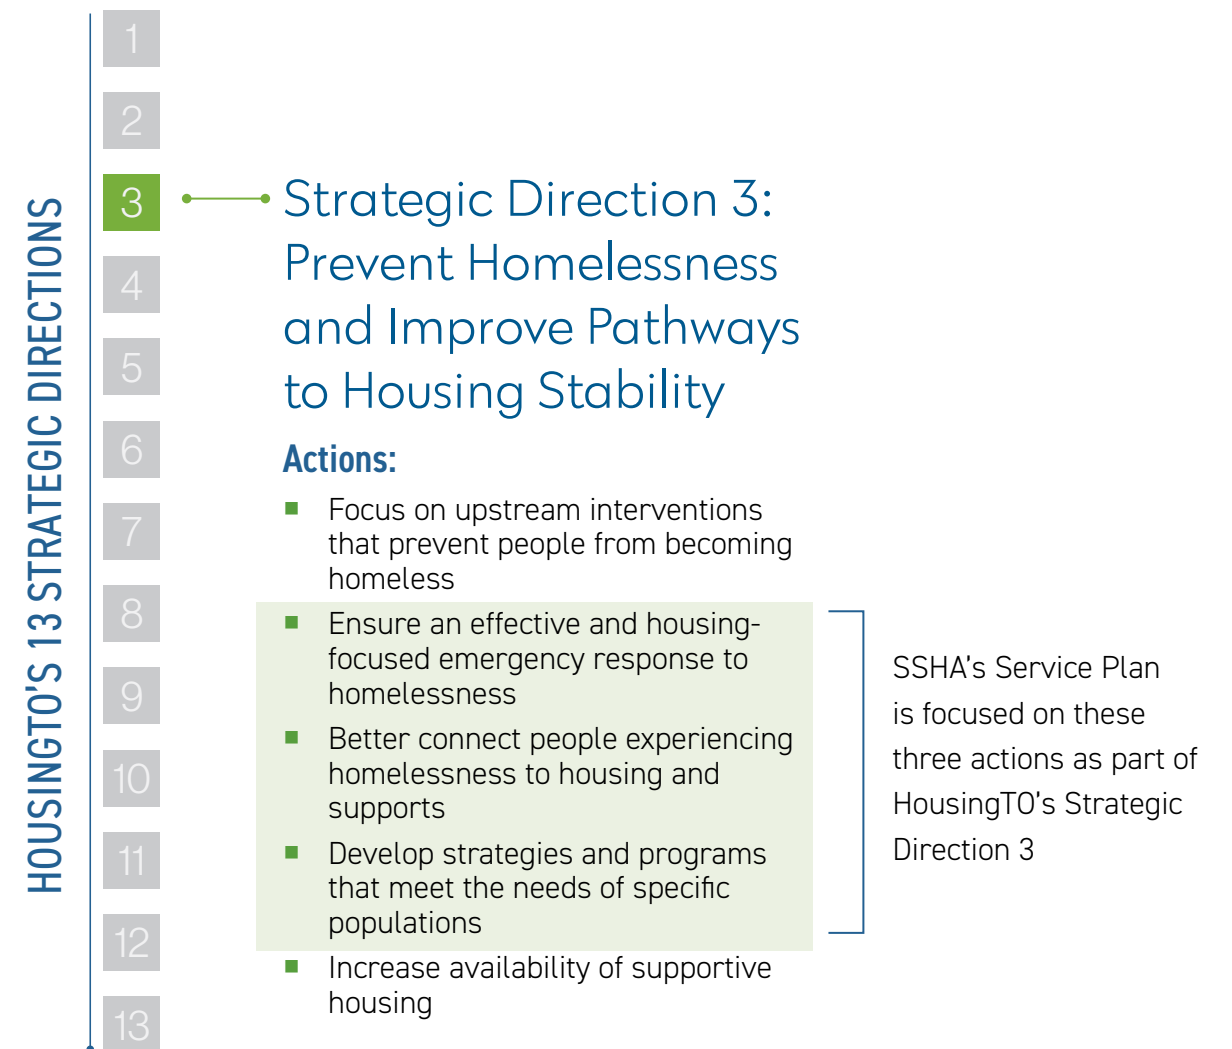 HOUSINGTO'S 13 STRATEGIC DIRECTIONS
1
2
3
4
5
6
7
8
9
10
11
12
13
Strategic Direction 3:
Prevent Homelessness
and Improve Pathways
to Housing Stability
Actions:
Focus on upstream interventions
that prevent people from becoming
homeless
Ensure an effective and housing-
focused emergency response to
homelessness
Better connect people experiencing
homelessness to housing and
supports
Develop strategies and programs
that meet the needs of specific
populations
Increase availability of supportive
housing
SSHA's Service Plan
is focused on these
three actions as part of
HousingTO's Strategic
Direction 3